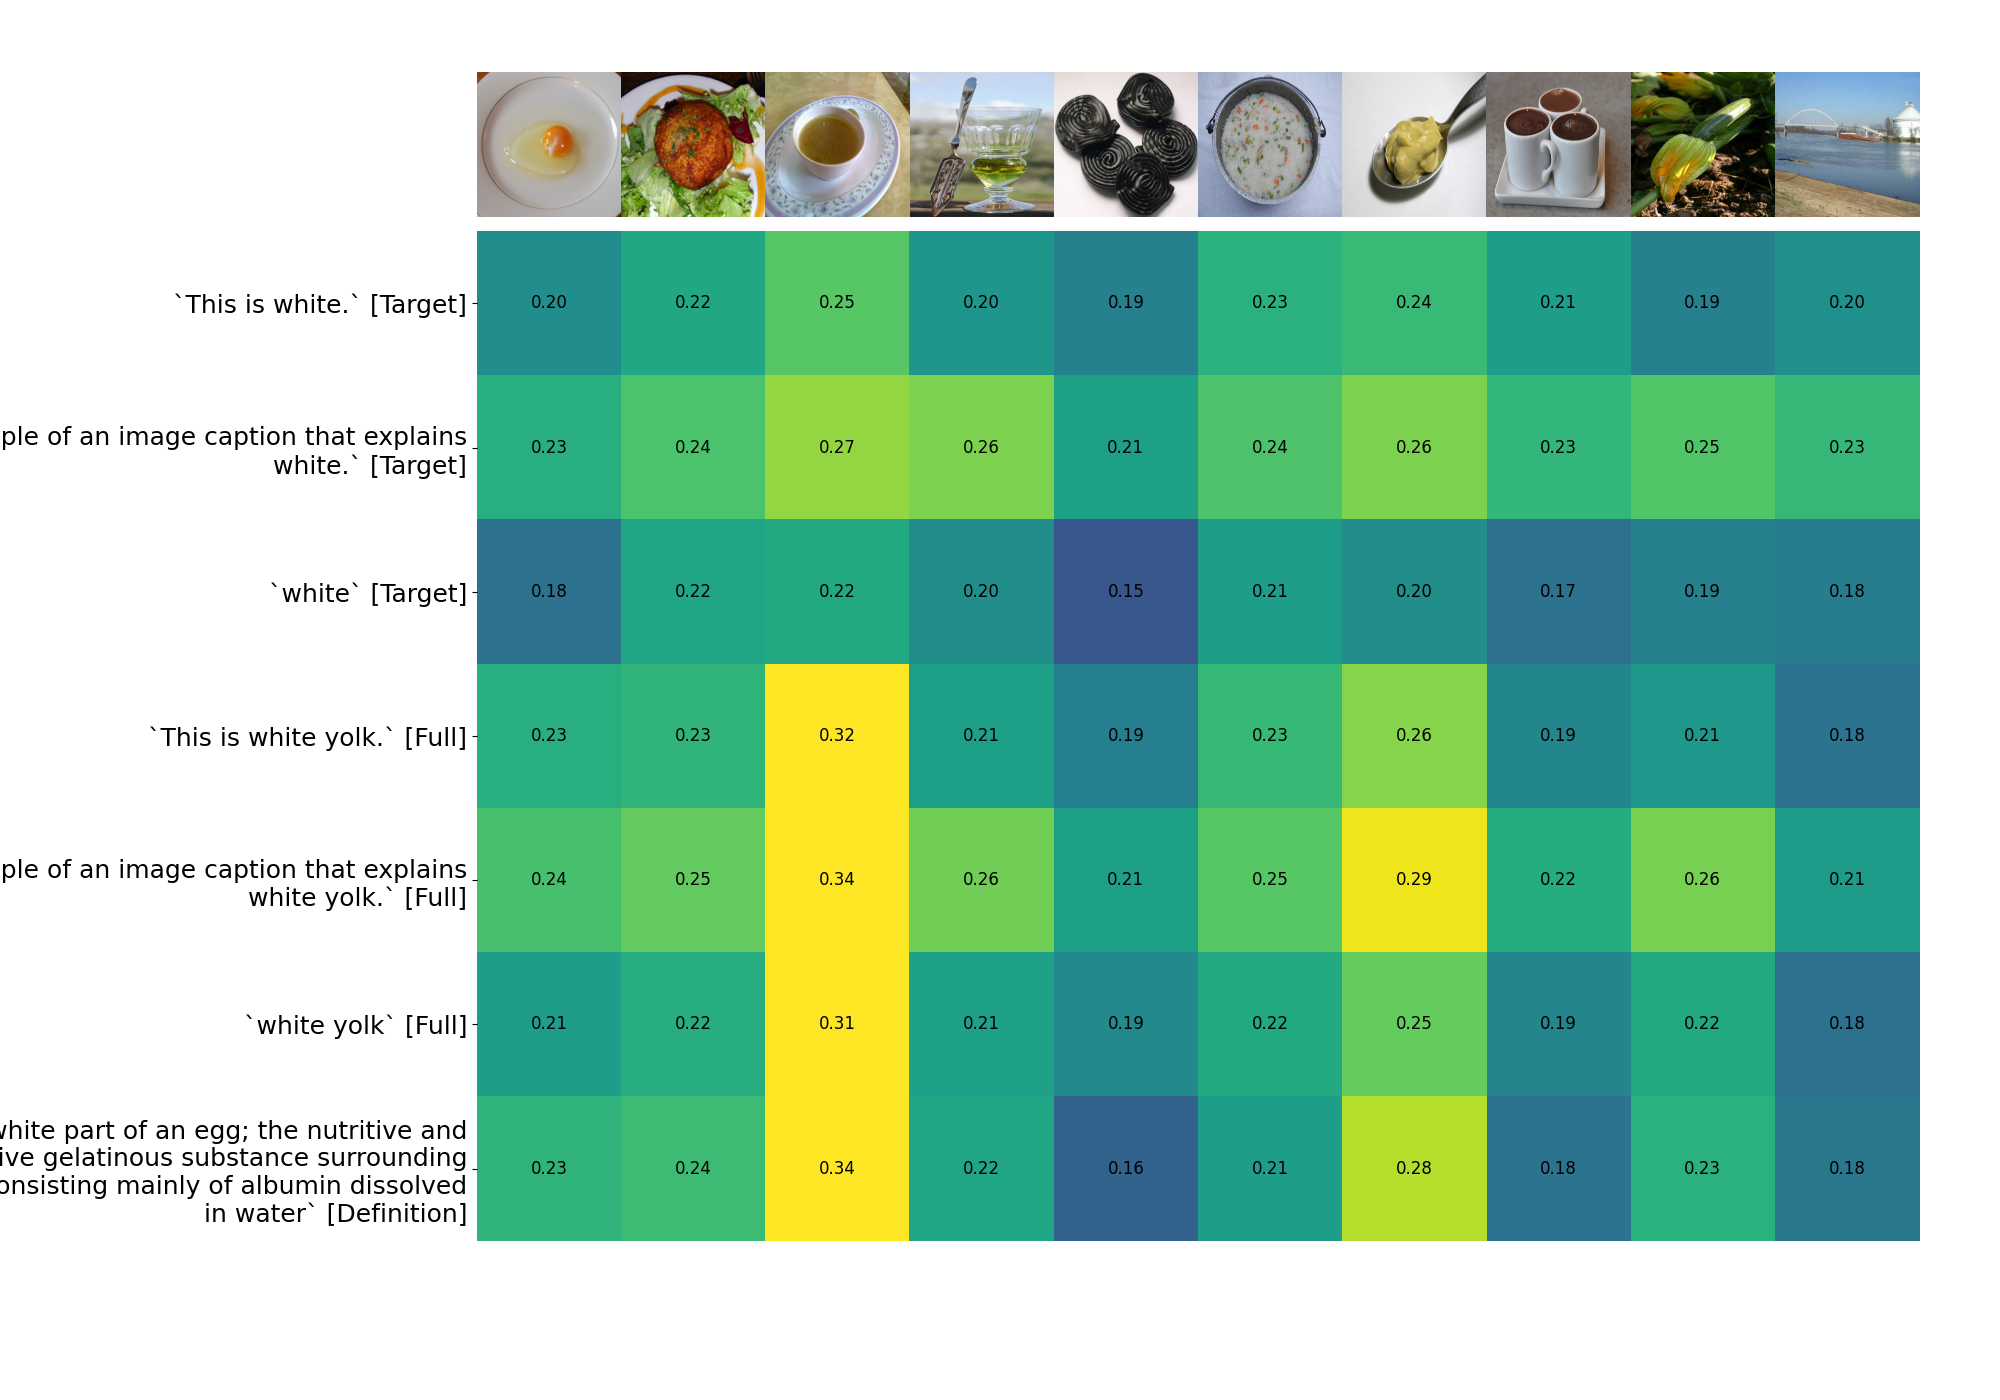 `This is white.` [Target]
0.20 0.22 0.25 0.20 0.19 0.23 0.24 0.21 0.19 0.20
ple of an image caption that explains
white.` [Target]
0.23 0.24 0.27 0.26 0.21 0.24 0.26 0.23 0.25 0.23
`white` [Target]
0.18 0.22 0.22 0.20 0.15 0.21 0.20 0.17 0.19 0.18
`This is white yolk.` [Full]
0.23 0.23 0.32 0.21 0.19 0.23 0.26 0.19 0.21 0.18
ple of an image caption that explains
white yolk.` [Full]
0.24 0.25 0.34 0.26 0.21 0.25 0.29 0.22 0.26 0.21
`white yolk` [Full]
0.21 0.22 0.31 0.21 0.19 0.22 0.25 0.19 0.22 0.18
white part of an egg; the nutritive and
ive gelatinous substance surrounding
onsisting mainly of albumin dissolved
in water` [Definition]
0.23 0.24 0.34 0.22 0.16 0.21 0.28 0.18 0.23 0.18